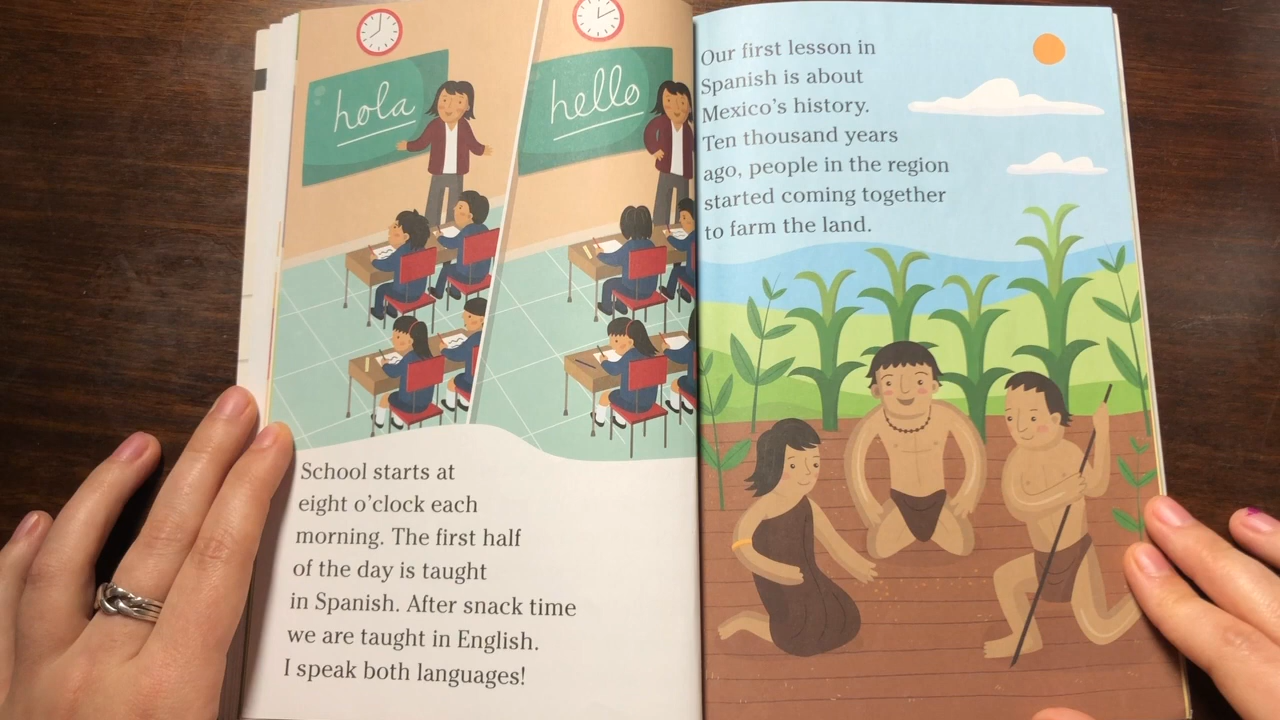 hola
hello
School starts at
eight o'clock each
morning. The first half
of the day is taught
in Spanish. After snack time
we are taught in English.
I speak both languages!
Our first lesson in
Spanish is about
Mexico's history.
Ten thousand years
ago, people in the region
started coming together
to farm the land.